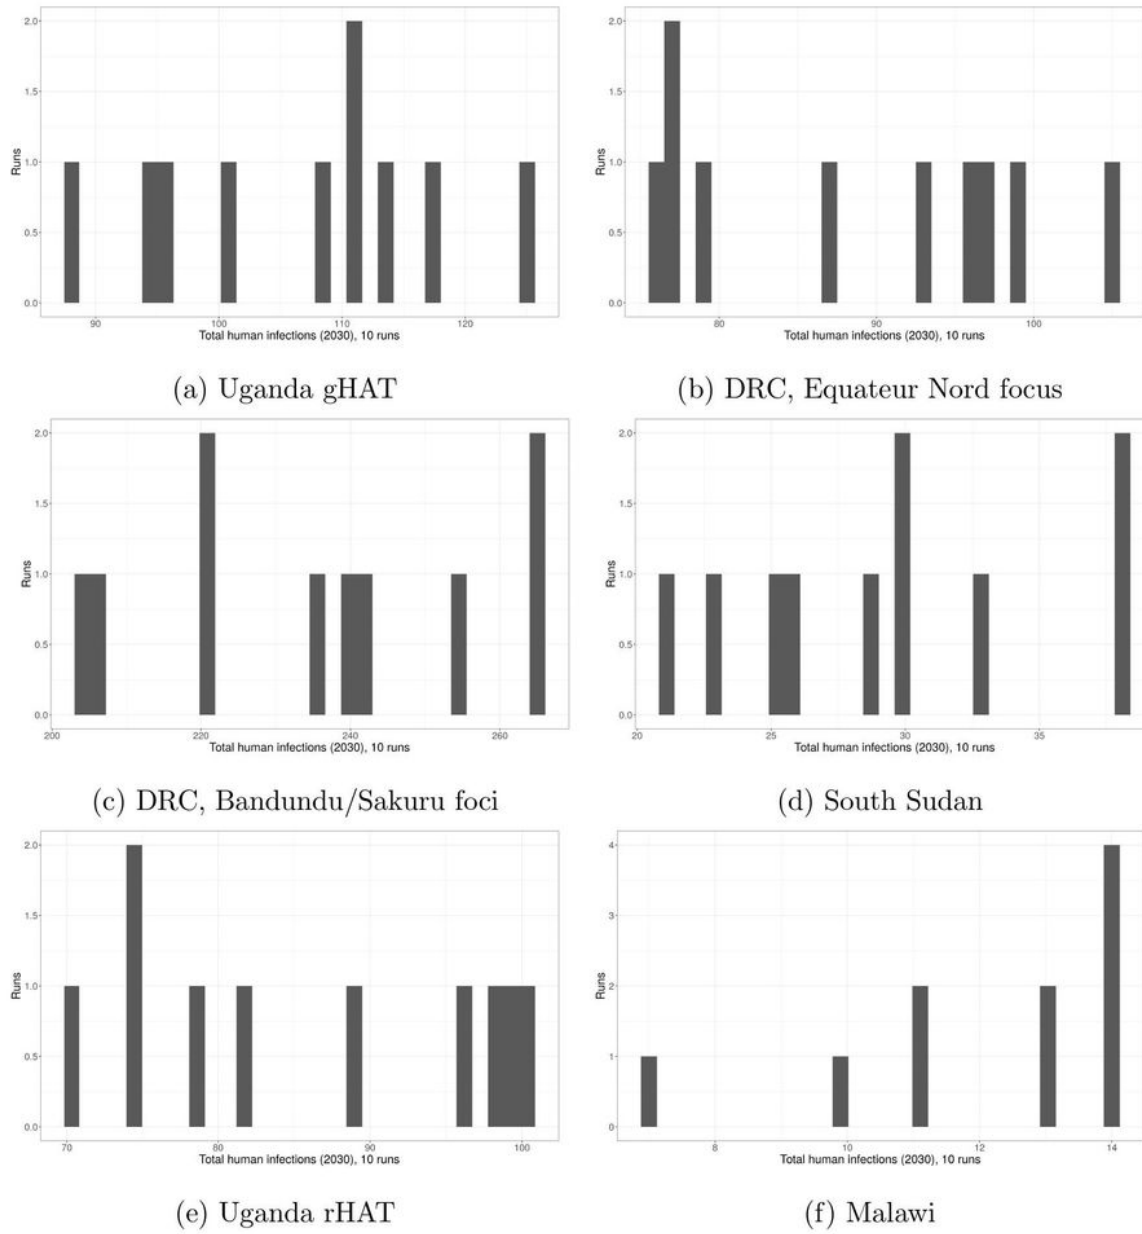 2.0
1.5
1.0
0.5
0.0
Runs
90 100 110 120
Total human infections (2030), 10 runs
(a) Uganda gHAT
2.0
1.5
1.0
0.5
0.0
Runs
80 90 100
Total human infections (2030), 10 runs
(b) DRC, Equateur Nord focus
2.0
1.5
1.0
0.5
0.0
Runs
200 220 240 260
Total human infections (2030), 10 runs
(c) DRC, Bandundu/Sakuru foci
2.0
1.5
1.0
0.5
0.0
Runs
20 25 30 35
Total human infections (2030), 10 runs
(d) South Sudan
2.0
1.5
1.0
0.5
0.0
Runs
70 80 90 100
Total human infections (2030), 10 runs
(e) Uganda rHAT
4
3
2
1
0
Runs
8 10 12 14
Total human infections (2030), 10 runs
(f) Malawi